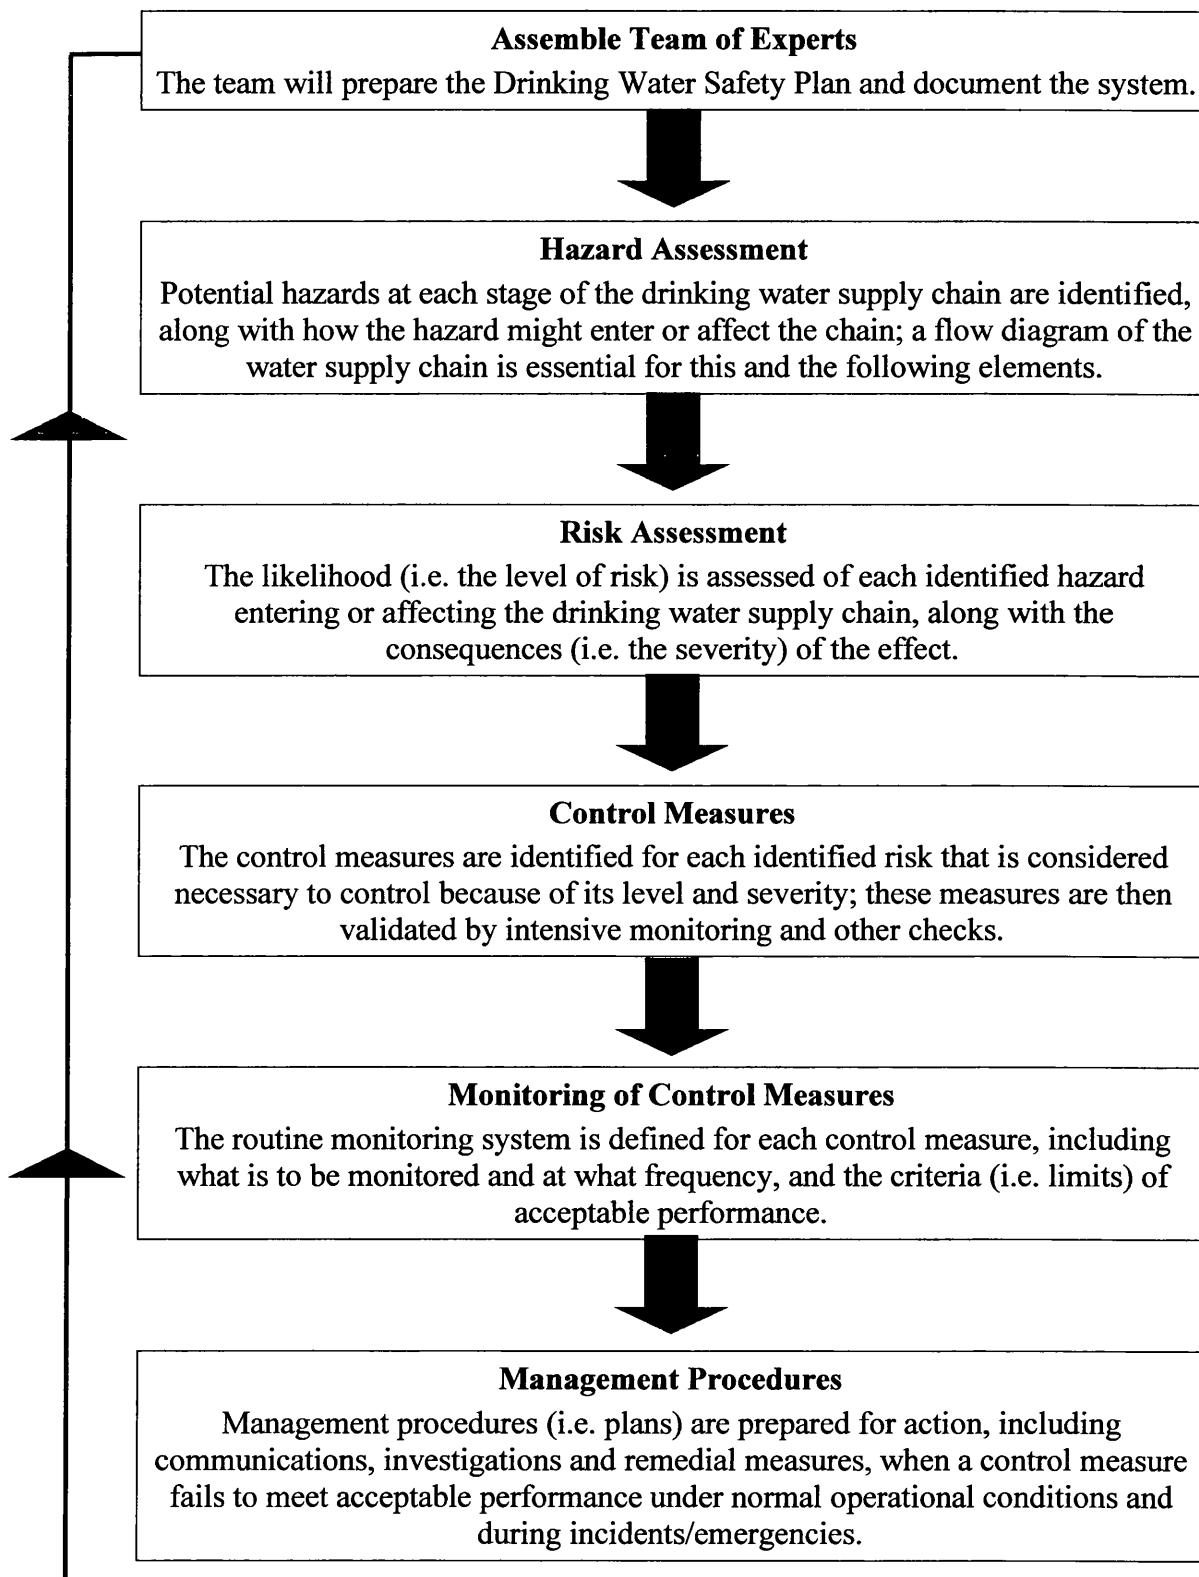 Assemble Team of Experts
The team will prepare the Drinking Water Safety Plan and document the system.
Hazard Assessment
Potential hazards at each stage of the drinking water supply chain are identified,
along with how the hazard might enter or affect the chain; a flow diagram of the
water supply chain is essential for this and the following elements.
Risk Assessment
The likelihood (i.e. the level of risk) is assessed of each identified hazard
entering or affecting the drinking water supply chain, along with the
consequences (i.e. the severity) of the effect.
Control Measures
The control measures are identified for each identified risk that is considered
necessary to control because of its level and severity; these measures are then
validated by intensive monitoring and other checks.
Monitoring of Control Measures
The routine monitoring system is defined for each control measure, including
what is to be monitored and at what frequency, and the criteria (i.e. limits) of
acceptable performance.
Management Procedures
Management procedures (i.e. plans) are prepared for action, including
communications, investigations and remedial measures, when a control measure
fails to meet acceptable performance under normal operational conditions and
during incidents/emergencies.